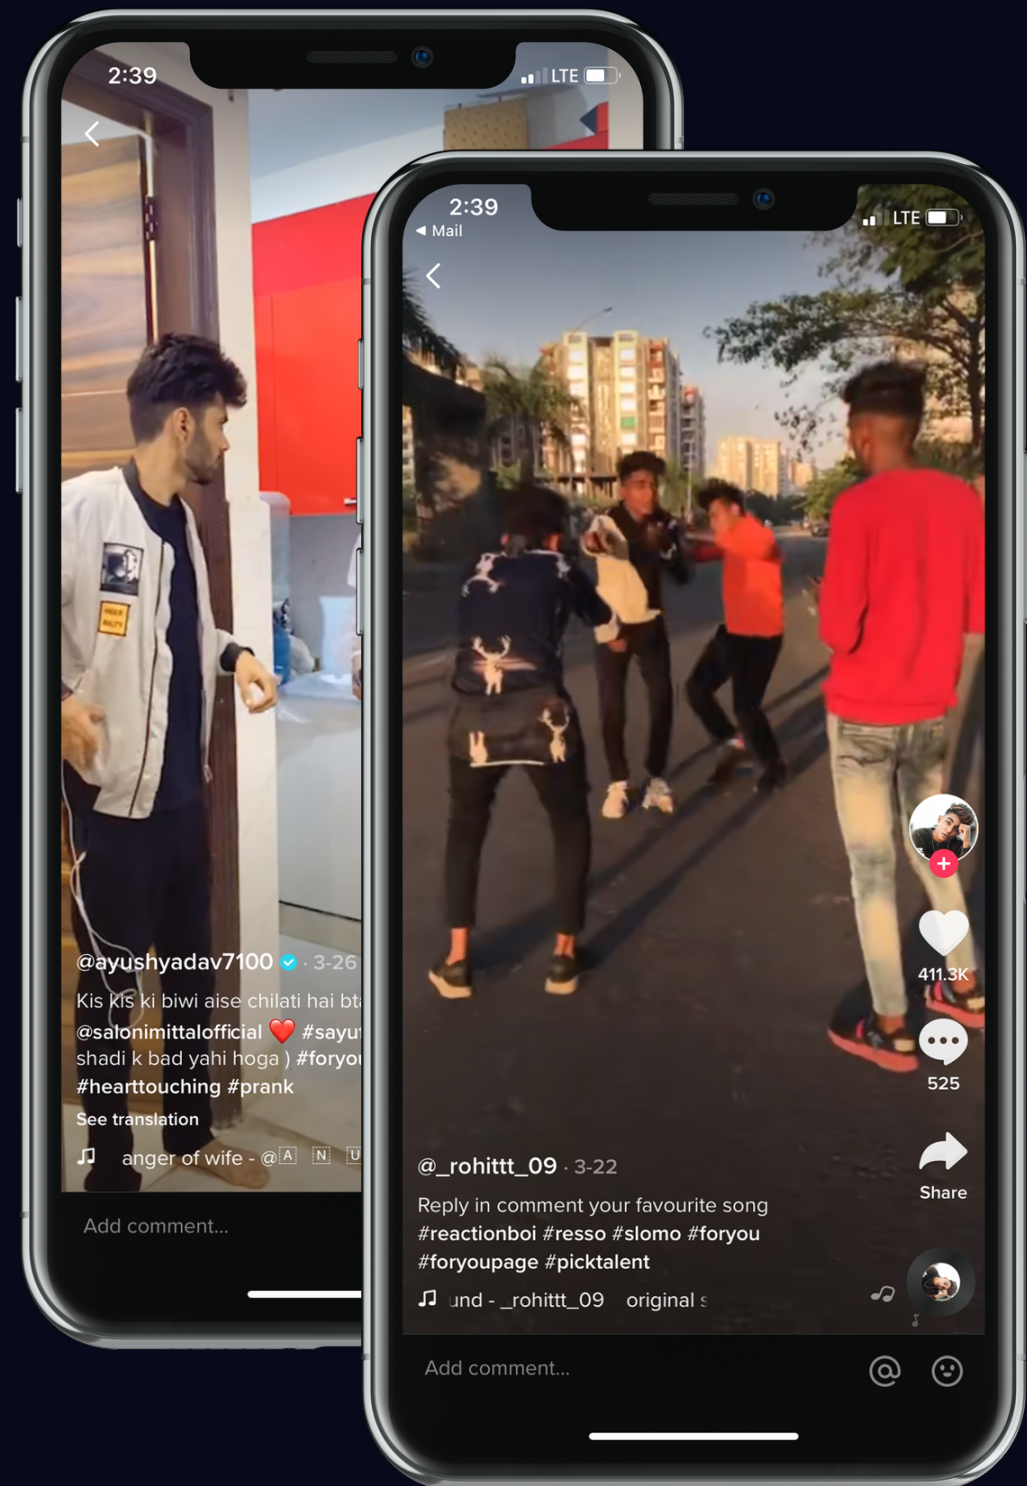 2:39
LTE
@ayushyadav7100 · 3-26
Kis kis ki biwi aise chilati hai
@salonimittalofficial ❤️
shadi k bad yahi hoga )
#hearttouching #prank
See translation
anger of wife - @A N U
Add comment...
2:39
LTE
◀ Mail
411.3K
525
Share
@_rohittt_09 · 3-22
Reply in comment your favourite song
#reactionboi #resso #slomo #foryou
#foryoupage #picktalent
und - _rohittt_09 original s
Add comment...